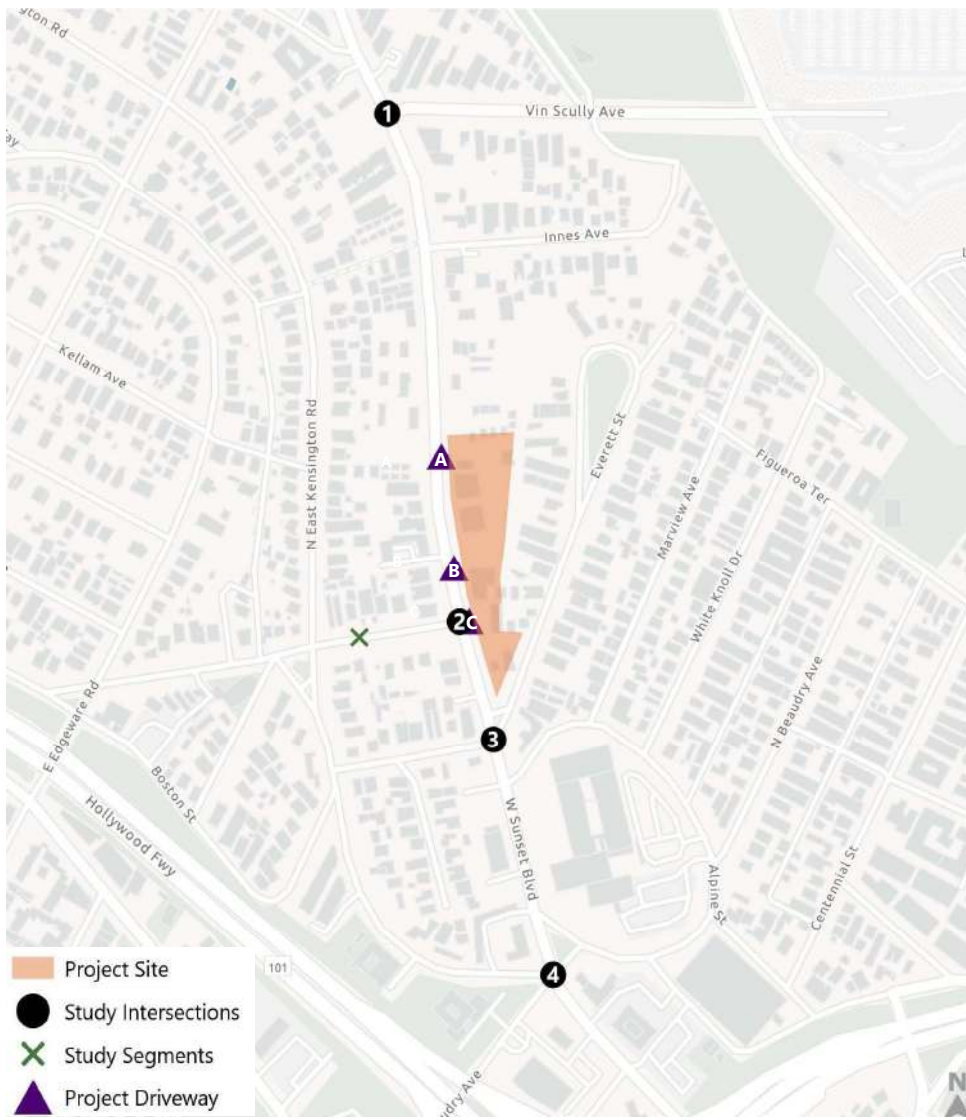 ngton Rd
1
Vin Scully Ave
ay
Innes Ave
L
Kellam Ave
N East Kensington Rd
Everett St
A
Figueroa Ter
Marview Ave
B
White Knoll Dr
2
C
N Beaudry Ave
E Edgeware Rd
3
Boston St
Hollywood Fwy
W Sunset Blvd
Alpine St
Centennial St
4
101
Project Site
Study Intersections
Study Segments
Project Driveway
udry Ave
N